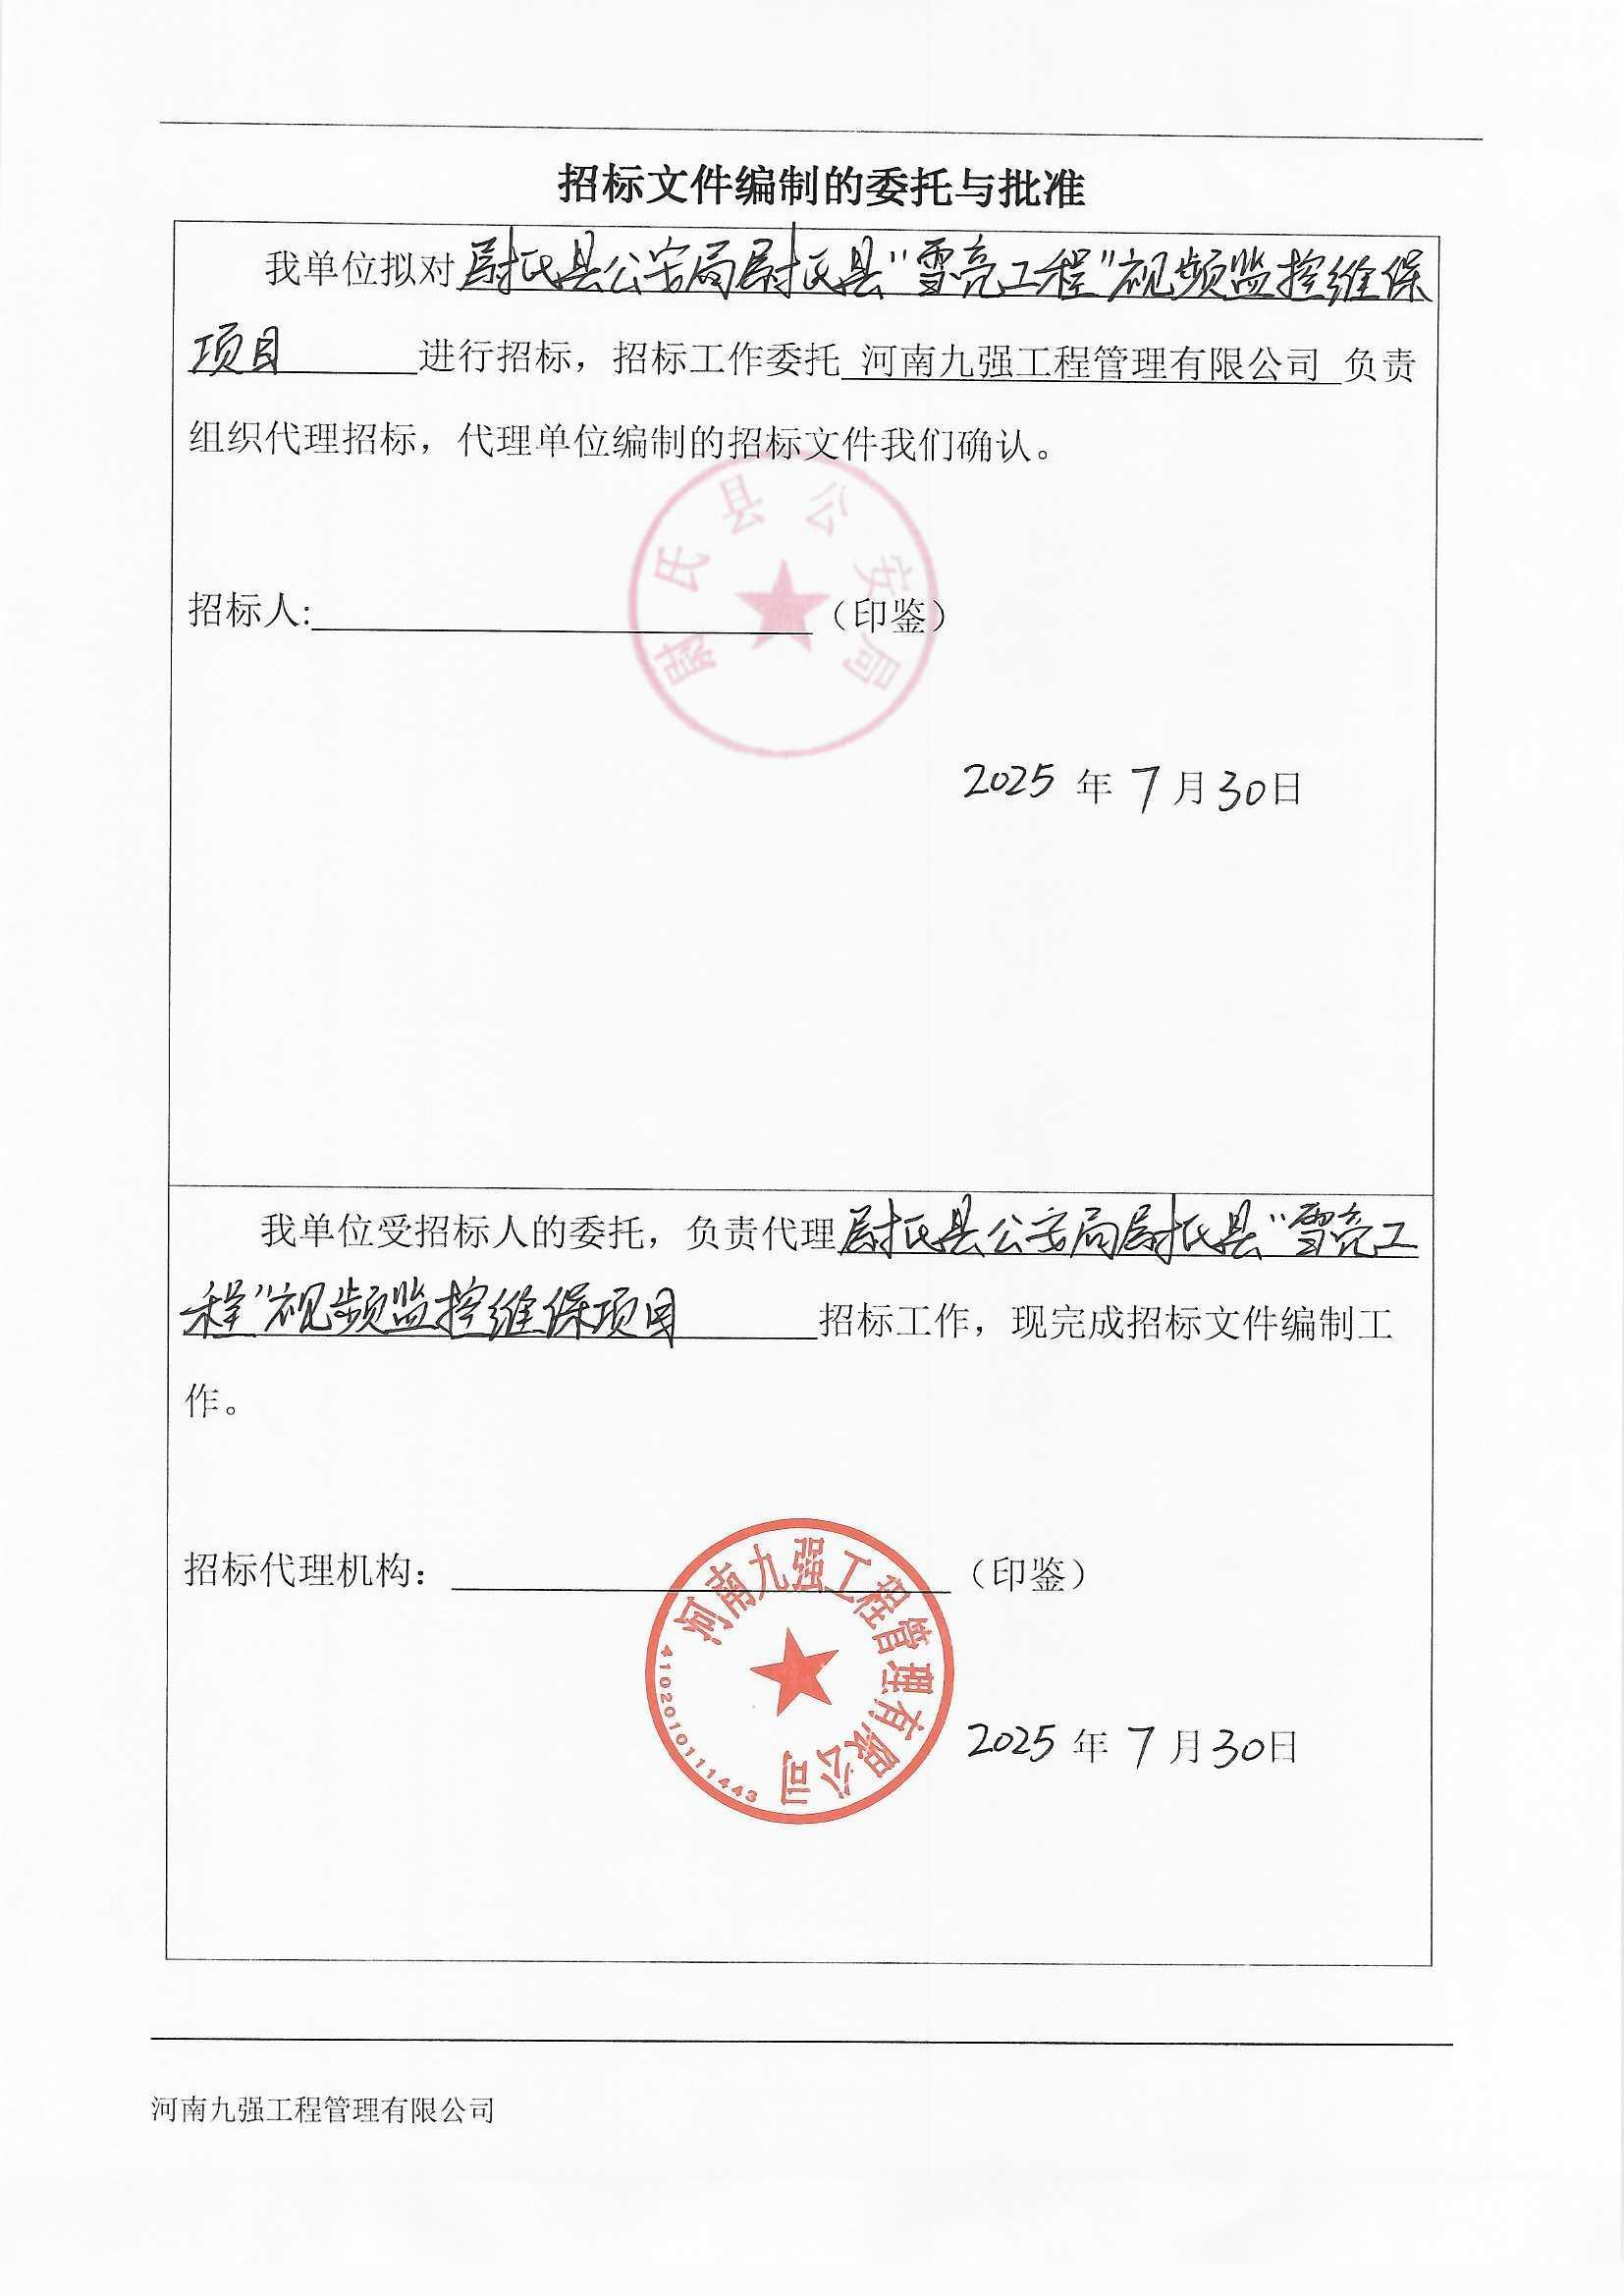 招标文件编制的委托与批准
我单位拟对尉氏县公安局尉氏县“雪亮工程”视频监控维保
项目 进行招标，招标工作委托 河南九强工程管理有限公司 负责
组织代理招标，代理单位编制的招标文件我们确认。
尉氏县公安局
招标人: （印鉴）
2025 年 7 月 30日
我单位受招标人的委托，负责代理尉氏县公安局尉氏县“雪亮工
程”视频监控维保项目 招标工作，现完成招标文件编制工
作。
招标代理机构： （印鉴）
河南九强工程管理有限公司
4102010111443
2025 年 7 月 30日
河南九强工程管理有限公司